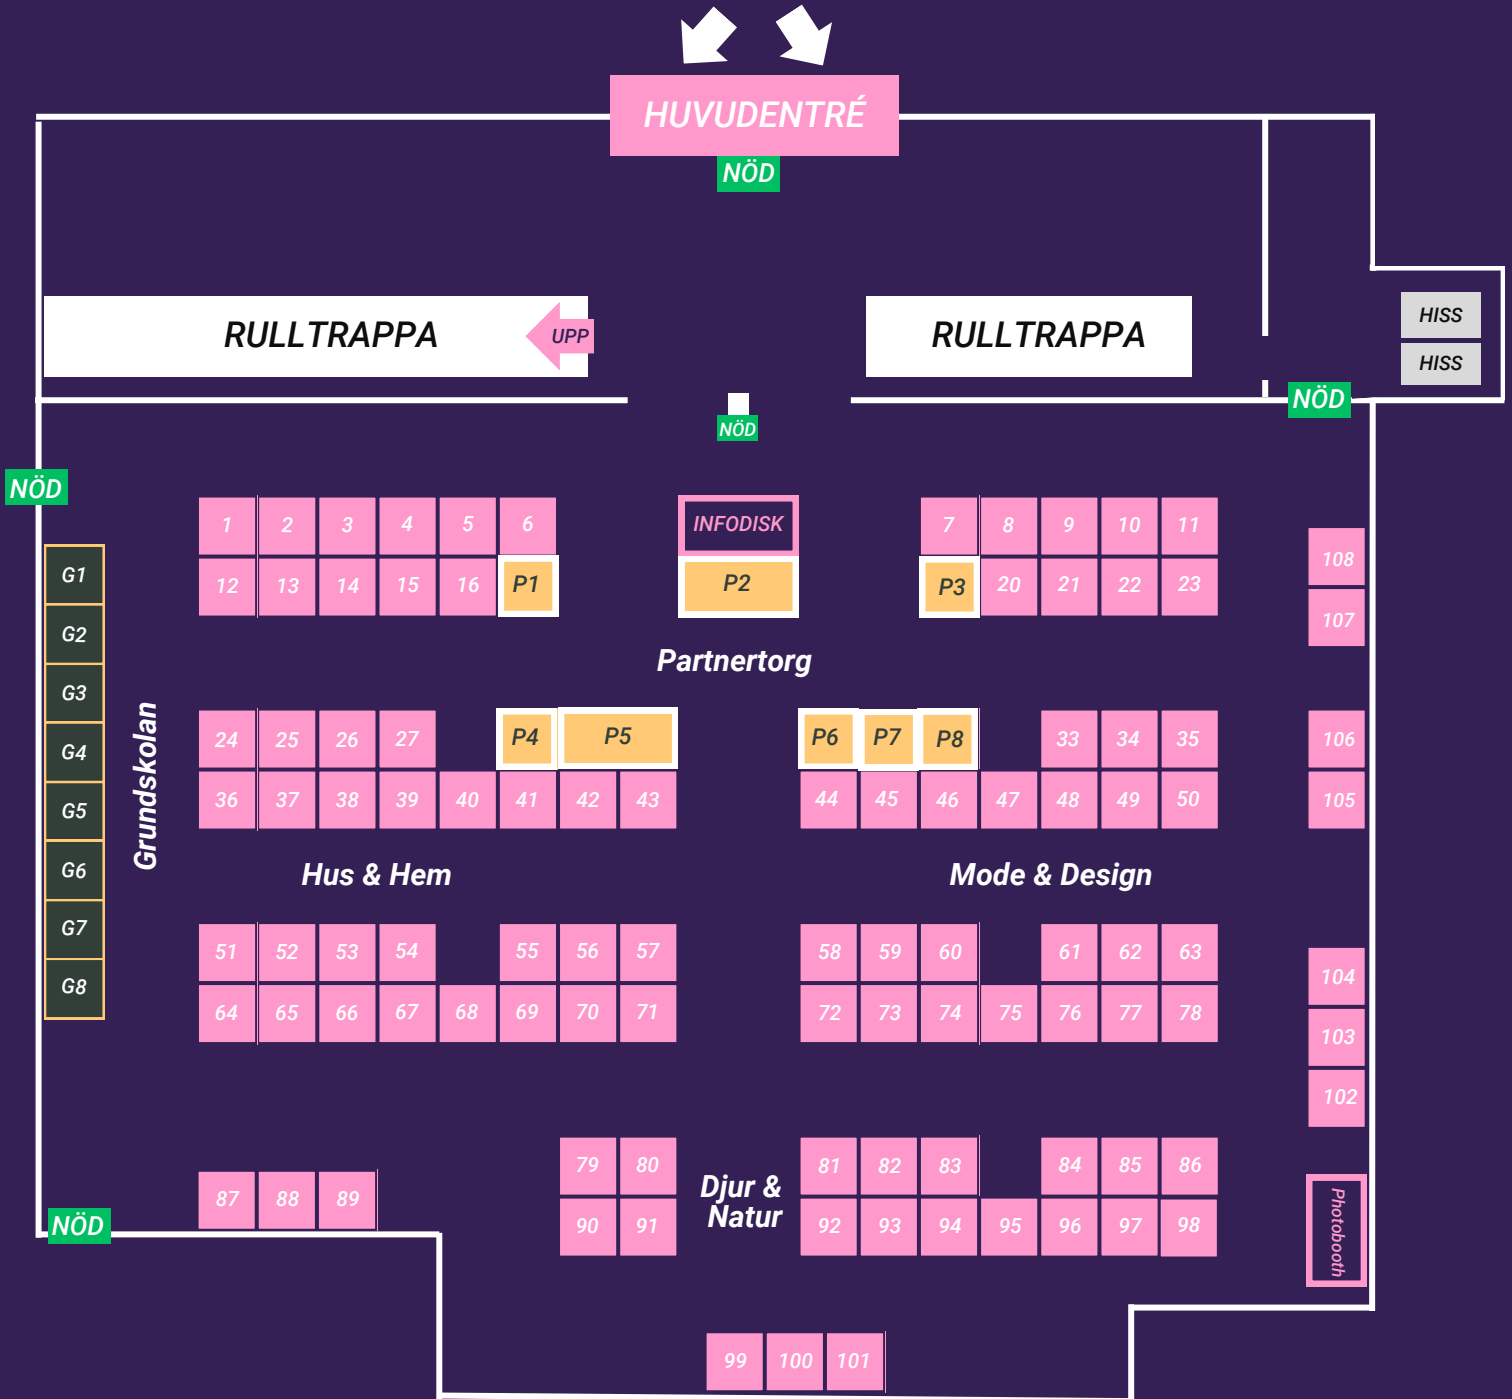 HUVUDENTRÉ
NÖD
RULLTRAPPA
UPP
RULLTRAPPA
HISS
HISS
NÖD
NÖD
NÖD
1 2 3 4 5 6
INFODISK
7 8 9 10 11
12 13 14 15 16 P1
P2
P3 20 21 22 23
108
107
G1
G2
G3
G4
G5
G6
G7
G8
Grundskolan
Partnertorg
24 25 26 27 P4 P5
P6 P7 P8 33 34 35
106
36 37 38 39 40 41 42 43
44 45 46 47 48 49 50
105
Hus & Hem
Mode & Design
51 52 53 54 55 56 57
58 59 60 61 62 63
64 65 66 67 68 69 70 71
72 73 74 75 76 77 78
104
103
102
79 80
81 82 83 84 85 86
87 88 89
Djur &
Natur
90 91
92 93 94 95 96 97 98
Photobooth
NÖD
99 100 101